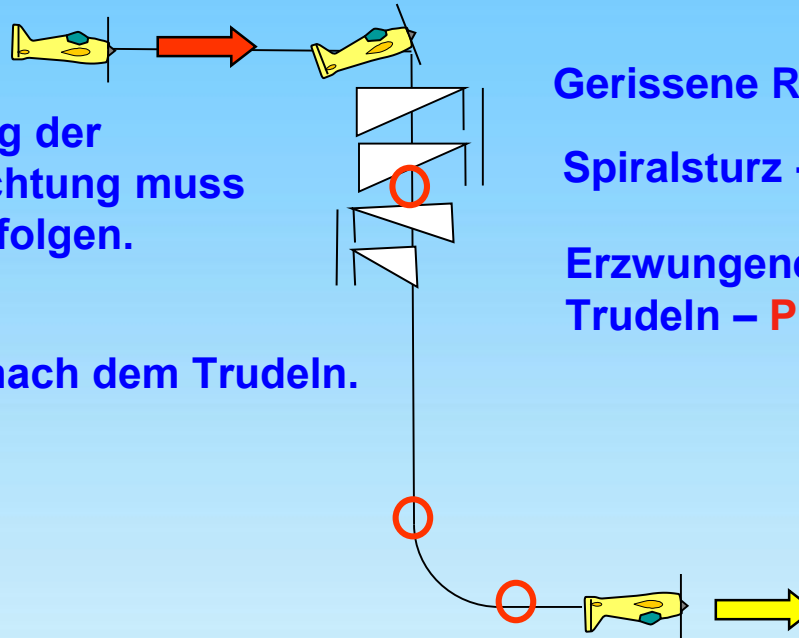 g der
chtung muss
folgen.
nach dem Trudeln.
Gerissene R
Spiralsturz -
Erzwungene
Trudeln – P